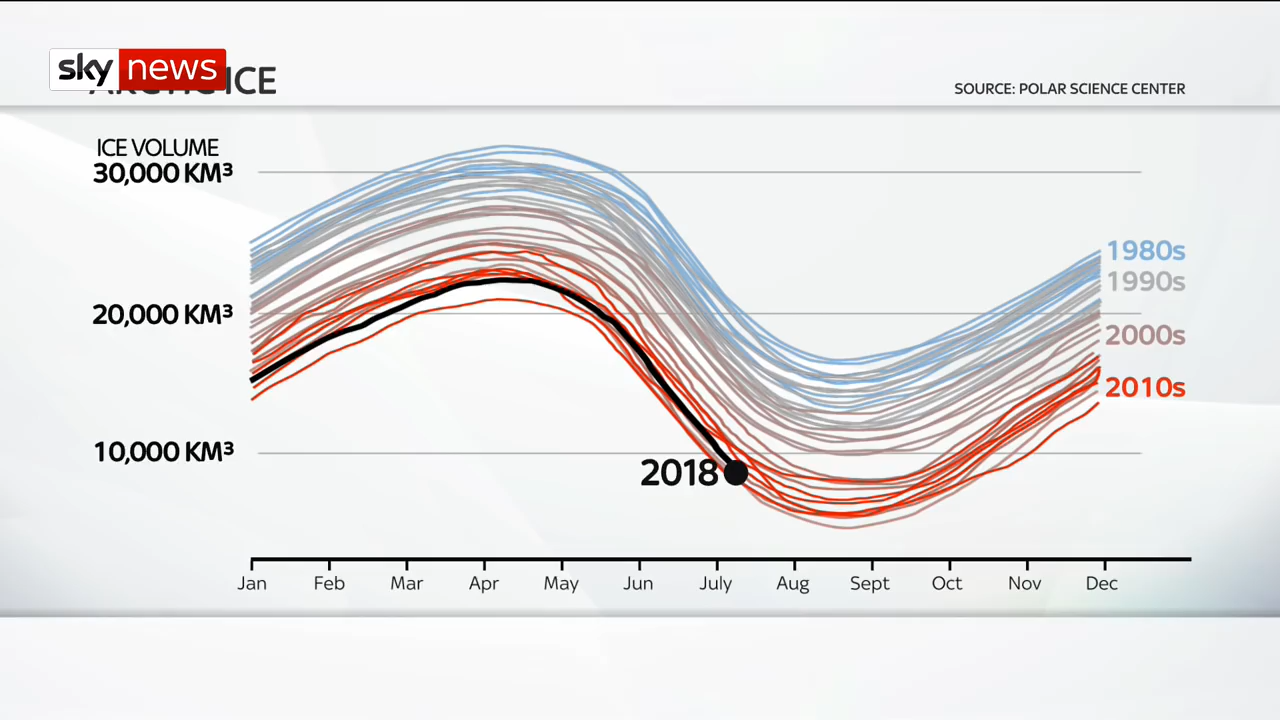 sky news
ICE
SOURCE: POLAR SCIENCE CENTER
ICE VOLUME
30,000 KM³
20,000 KM³
10,000 KM³
1980s
1990s
2000s
2010s
2018
Jan Feb Mar Apr May Jun July Aug Sept Oct Nov Dec